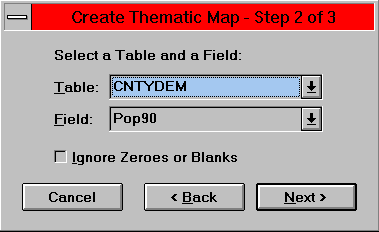 Create Thematic Map - Step 2 of 3
Select a Table and a Field:
Table: CNTYDEM
Field: Pop90
Ignore Zeroes or Blanks
Cancel < Back Next >